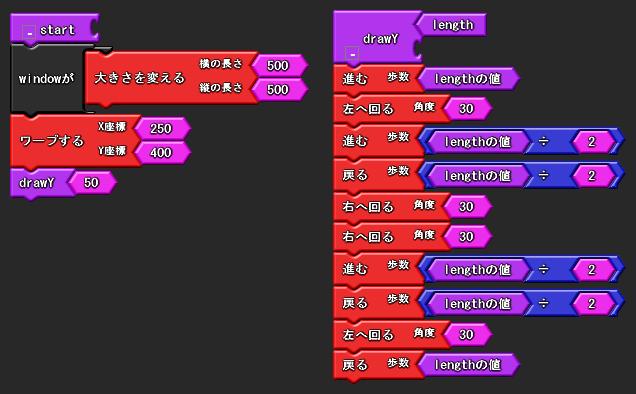 start
windowが 大きさを変える 横の長さ 500
縦の長さ 500
ワープする X座標 250
Y座標 400
drawY 50
drawY length
進む 歩数 lengthの値
左へ回る 角度 30
進む 歩数 lengthの値 ÷ 2
戻る 歩数 lengthの値 ÷ 2
右へ回る 角度 30
右へ回る 角度 30
進む 歩数 lengthの値 ÷ 2
戻る 歩数 lengthの値 ÷ 2
左へ回る 角度 30
戻る 歩数 lengthの値